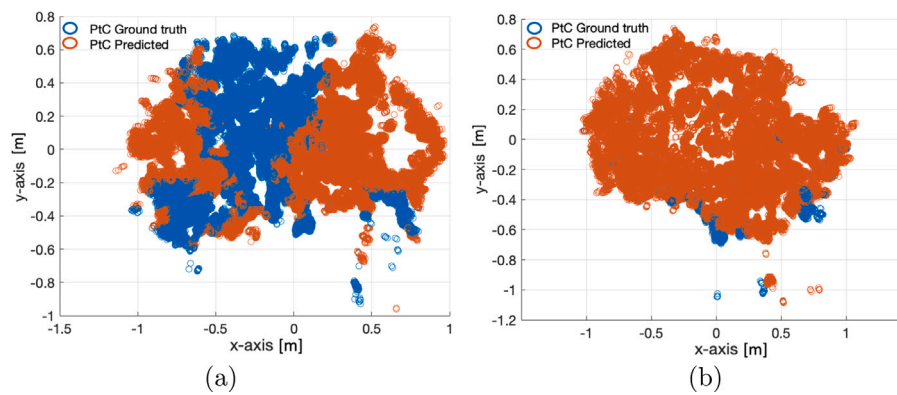 PtC Ground truth
PtC Predicted
0.8
0.6
0.4
0.2
0
-0.2
-0.4
-0.6
-0.8
-1
y-axis [m]
-1.5 -1 -0.5 0 0.5 1
x-axis [m]
(a)
PtC Ground truth
PtC Predicted
0.8
0.6
0.4
0.2
0
-0.2
-0.4
-0.6
-0.8
-1
-1.2
y-axis [m]
-1 -0.5 0 0.5 1
x-axis [m]
(b)